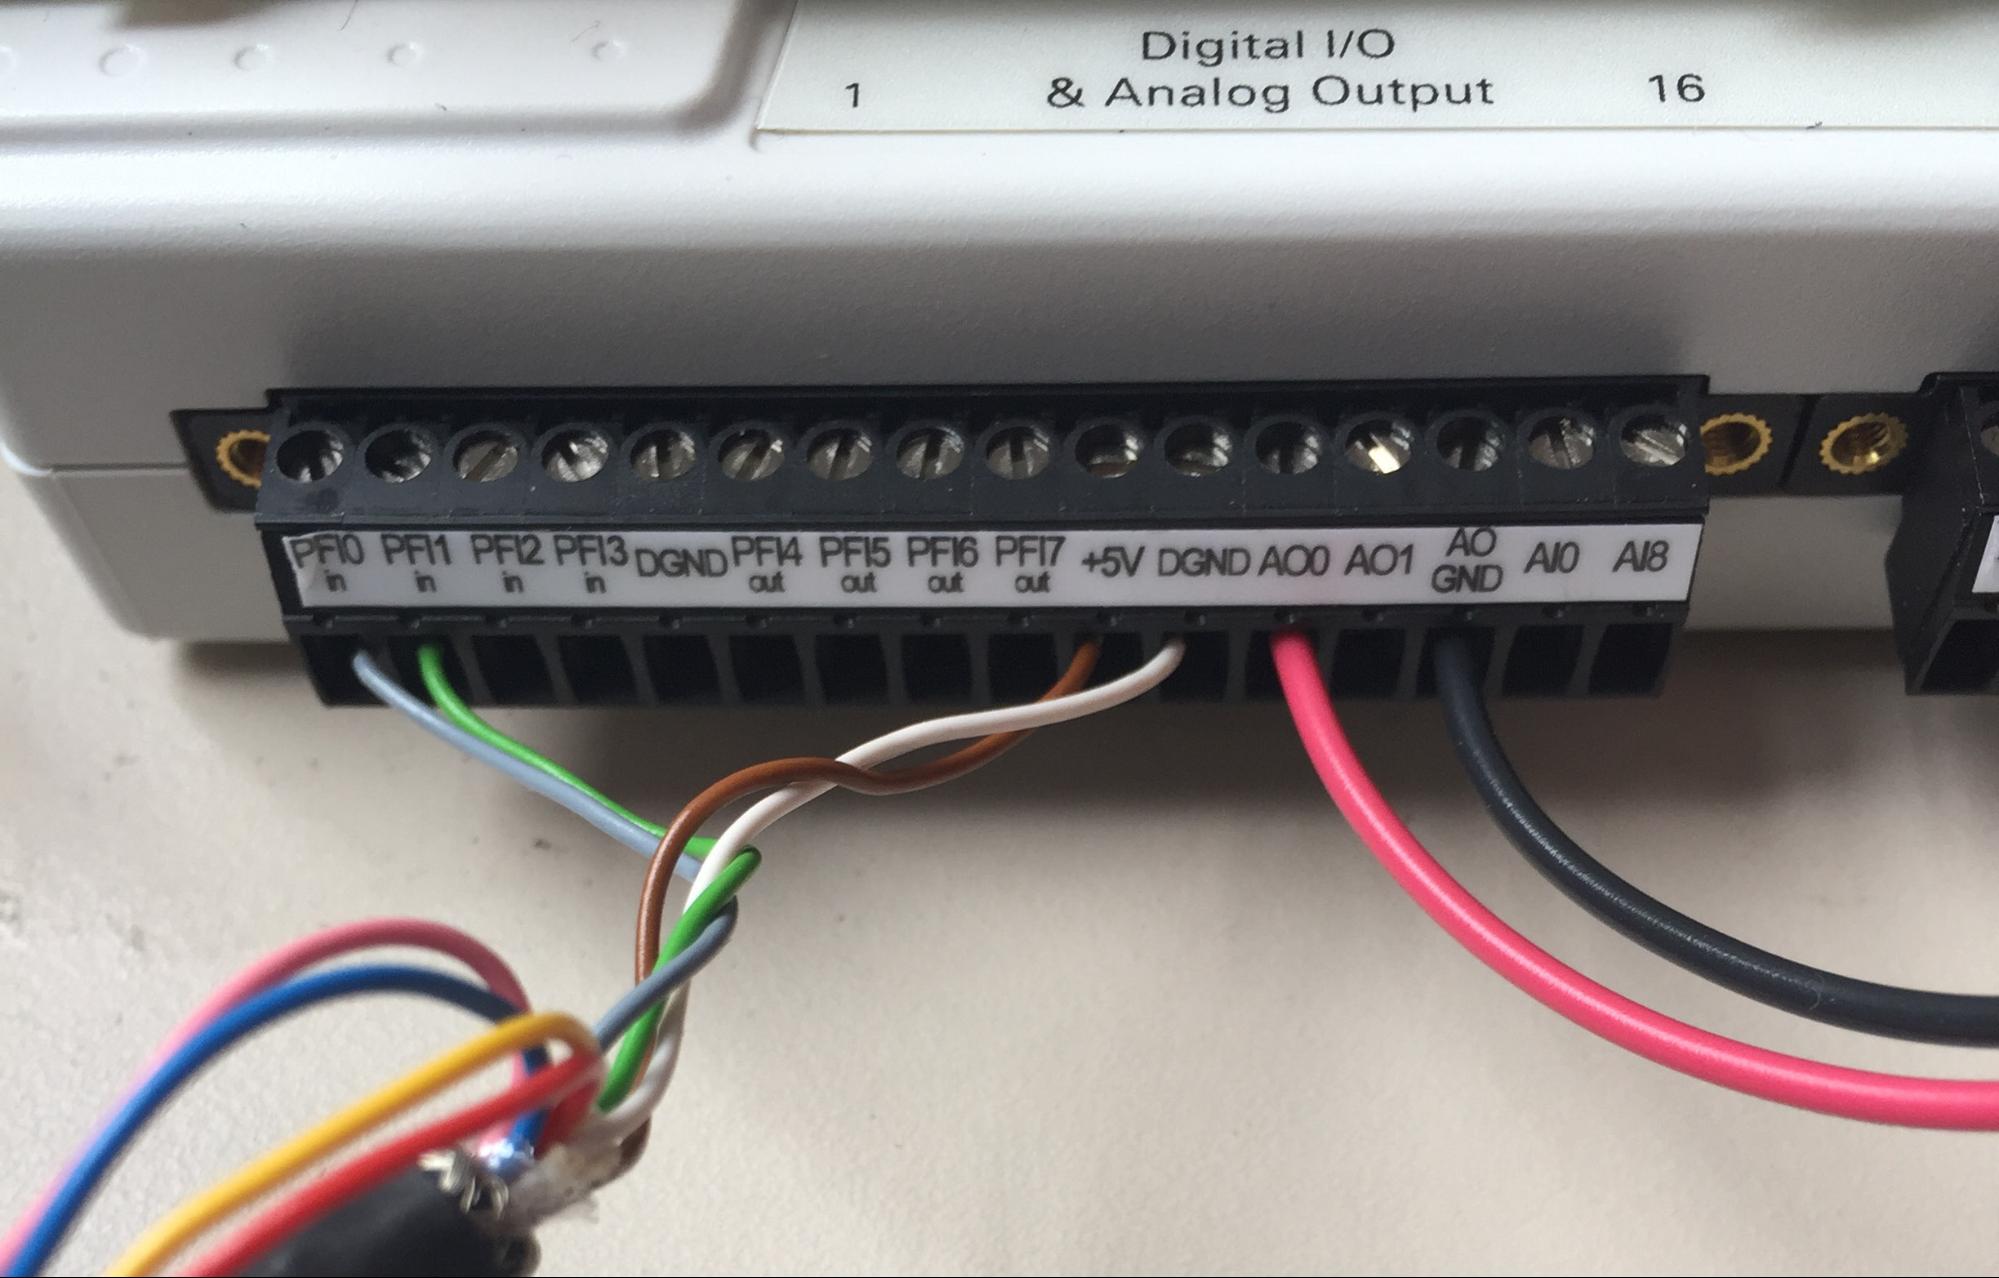 Digital I/O
1 & Analog Output 16
PFI0 in
PFI1 in
PFI2 in
PFI3 in
DGND
PFI4 out
PFI5 out
PFI6 out
PFI7 out
+5V
DGND
AO0
AO1
AO GND
AI0
AI8